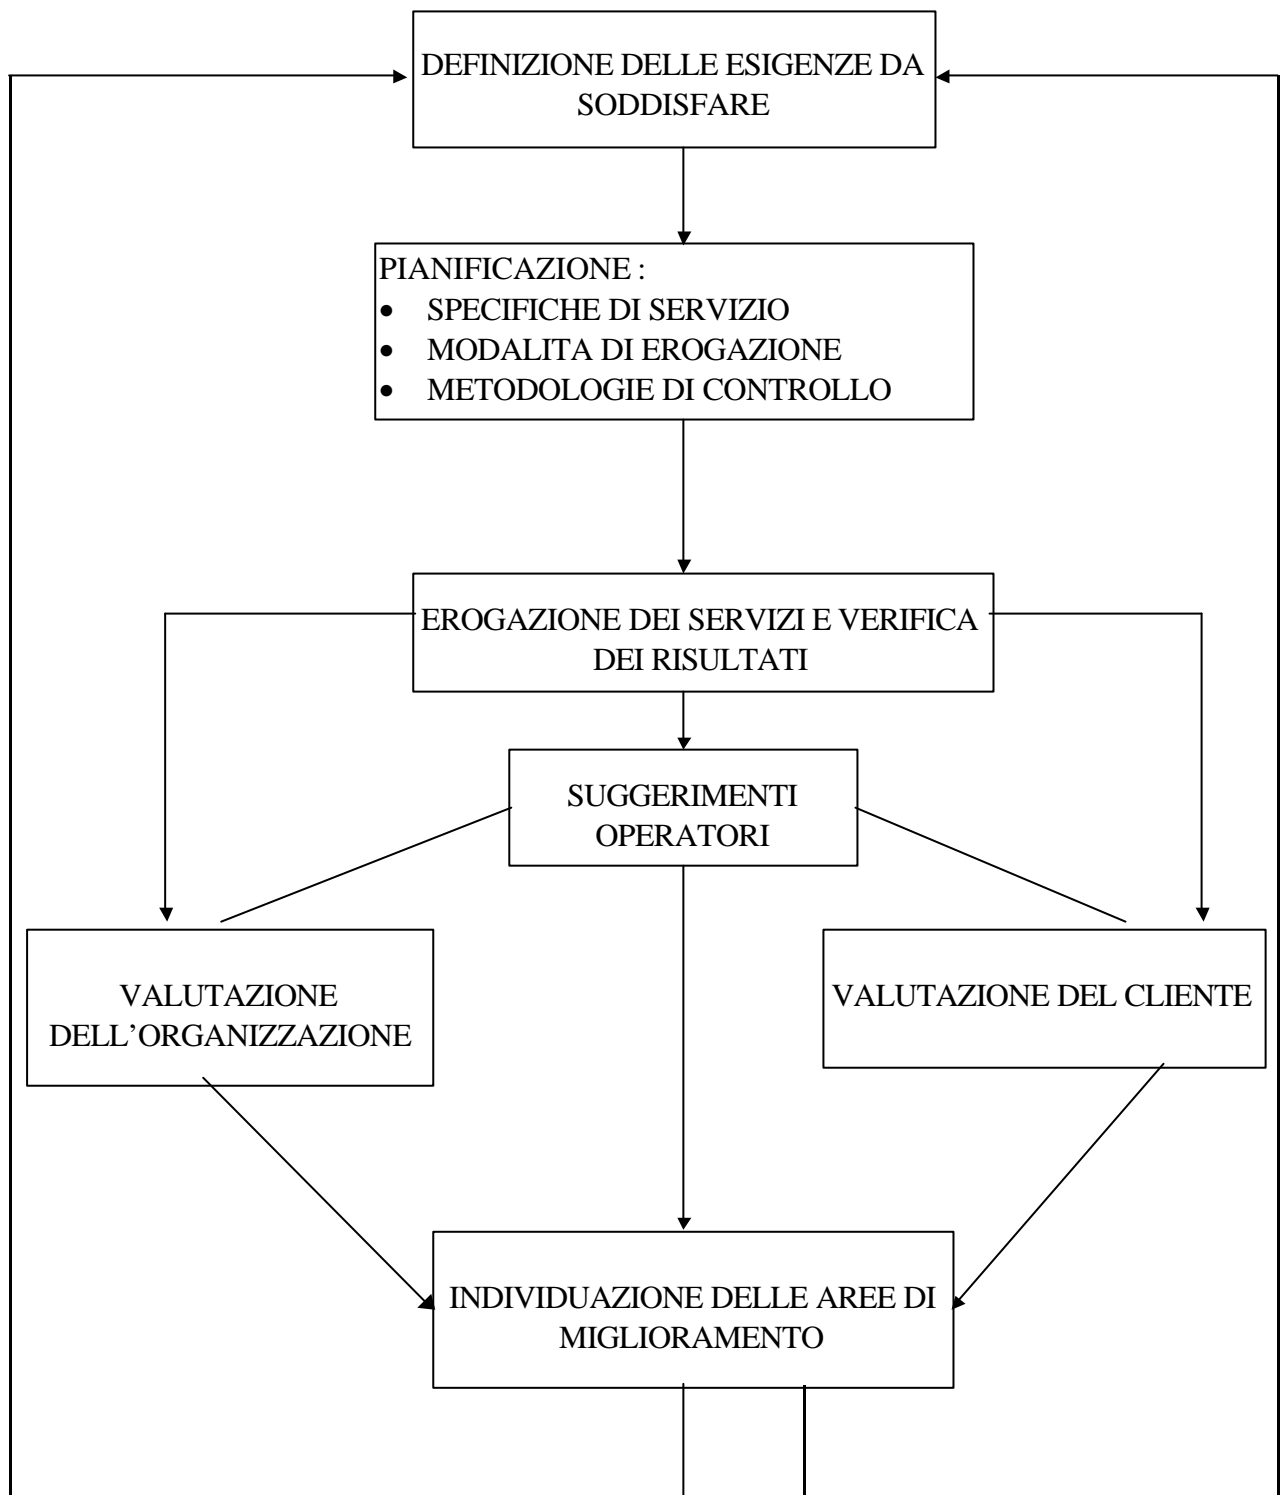 DEFINIZIONE DELLE ESIGENZE DA
SODDISFARE
PIANIFICAZIONE :
• SPECIFICHE DI SERVIZIO
• MODALITA DI EROGAZIONE
• METODOLOGIE DI CONTROLLO
EROGAZIONE DEI SERVIZI E VERIFICA
DEI RISULTATI
SUGGERIMENTI
OPERATORI
VALUTAZIONE
DELL’ORGANIZZAZIONE
VALUTAZIONE DEL CLIENTE
INDIVIDUAZIONE DELLE AREE DI
MIGLIORAMENTO